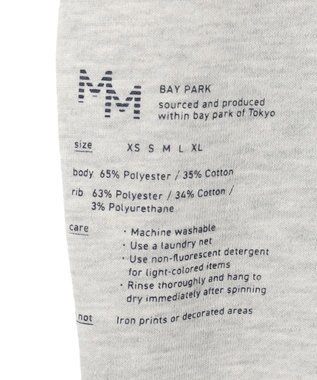 MM BAY PARK
sourced and produced
within bay park of Tokyo
size XS S M L XL
body 65% Polyester / 35% Cotton
rib 63% Polyester / 34% Cotton /
3% Polyurethane
care · Machine washable
· Use a laundry net
· Use non-fluorescent detergent
for light-colored items
· Rinse thoroughly and hang to
dry immediately after spinning
not Iron prints or decorated areas